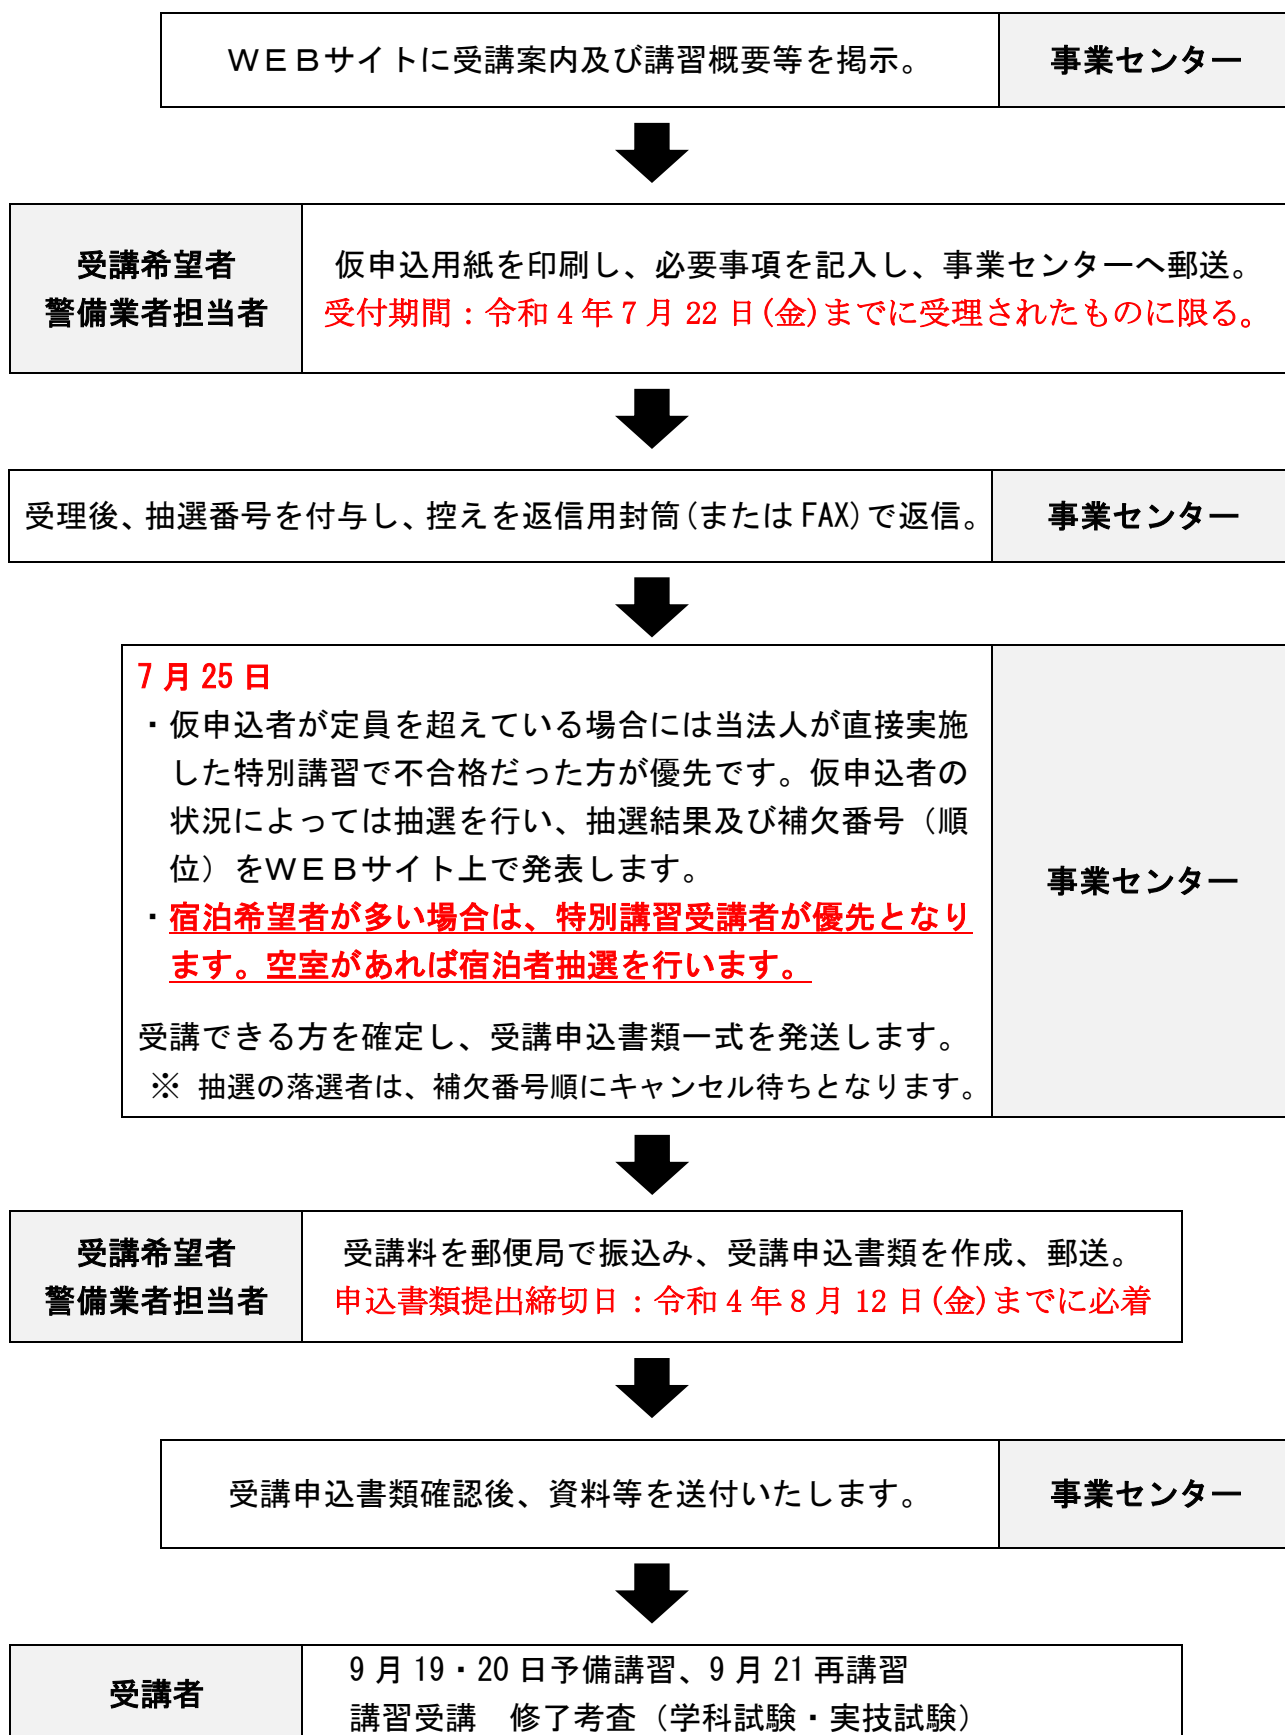 ＷＥＢサイトに受講案内及び講習概要等を掲示。
事業センター
受講希望者
警備業者担当者
仮申込用紙を印刷し、必要事項を記入し、事業センターへ郵送。
受付期間：令和４年７月 22 日(金)までに受理されたものに限る。
受理後、抽選番号を付与し、控えを返信用封筒(または FAX)で返信。
事業センター
7 月 25 日
・仮申込者が定員を超えている場合には当法人が直接実施
した特別講習で不合格だった方が優先です。仮申込者の
状況によっては抽選を行い、抽選結果及び補欠番号（順
位）をＷＥＢサイト上で発表します。
・宿泊希望者が多い場合は、特別講習受講者が優先となり
ます。空室があれば宿泊者抽選を行います。
受講できる方を確定し、受講申込書類一式を発送します。
※ 抽選の落選者は、補欠番号順にキャンセル待ちとなります。
事業センター
受講希望者
警備業者担当者
受講料を郵便局で振込み、受講申込書類を作成、郵送。
申込書類提出締切日：令和４年８月 12 日(金)までに必着
受講申込書類確認後、資料等を送付いたします。
事業センター
受講者
9 月 19・20 日予備講習、9 月 21 再講習
講習受講　修了考査（学科試験・実技試験）